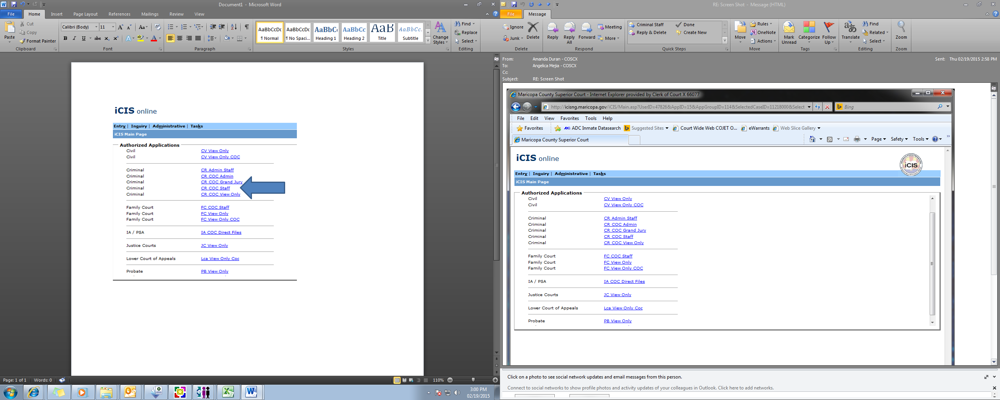 Document1 - Microsoft Word
File Home Insert Page Layout References Mailings Review View
Paste
Cut
Copy
Format Painter
Clipboard
Calibri (Body) 11
Font
Paragraph
AaBbCcDc AaBbCcDc AaBbC AaBbCc AaB AaBbCc.
¶ Normal ¶ No Spaci... Heading 1 Heading 2 Title Subtitle
Change Styles
Styles
Find
Replace
Select
Editing
iCIS online
Entry | Inquiry | Administrative | Tasks
iCIS Main Page
Authorized Applications
Civil CV View Only
Civil CV View Only COC
Criminal CR Admin Staff
Criminal CR COC Admin
Criminal CR COC Grand Jury
Criminal CR COC Staff
Criminal CR COC View Only
Family Court FC COC Staff
Family Court FC View Only
Family Court FC View Only COC
IA / PSA IA COC Direct Files
Justice Courts JC View Only
Lower Court of Appeals Lca View Only Coc
Probate PB View Only
Page: 1 of 1 Words: 0
110%
RE: Screen Shot - Message (HTML)
File Message
Ignore
Junk
Delete
Delete
Reply
Reply All
Forward
Meeting
More
Respond
Criminal Staff
Reply & Delete
Done
Create New
Quick Steps
Move
Rules
OneNote
Actions
Move
Mark Unread
Categorize
Follow Up
Tags
Translate
Find
Related
Select
Editing
Zoom
Zoom
From: Amanda Duran - COSCX
Sent: Thu 02/19/2015 2:58 PM
To: Angelica Mejia - COSCX
Cc:
Subject: RE: Screen Shot
Maricopa County Superior Court - Internet Explorer provided by Clerk of Court X 66077
http://icisng.maricopa.gov/iCIS/Main.asp?UserID=47826&AppID=15&AppGroupID=114&SelectedCaseID=11218000&Select
Bing
File Edit View Favorites Tools Help
Favorites ADC Inmate Datasearch Suggested Sites Court Wide Web COJET O... eWarrants Web Slice Gallery
Maricopa County Superior Court
Page Safety Tools
iCIS online
iCIS
Entry | Inquiry | Administrative | Tasks
iCIS Main Page
Authorized Applications
Civil CV View Only
Civil CV View Only COC
Criminal CR Admin Staff
Criminal CR COC Admin
Criminal CR COC Grand Jury
Criminal CR COC Staff
Criminal CR COC View Only
Family Court FC COC Staff
Family Court FC View Only
Family Court FC View Only COC
IA / PSA IA COC Direct Files
Justice Courts JC View Only
Lower Court of Appeals Lca View Only Coc
Probate PB View Only
Click on a photo to see social network updates and email messages from this person.
Connect to social networks to show profile photos and activity updates of your colleagues in Outlook. Click here to add networks.
3:00 PM
02/19/2015